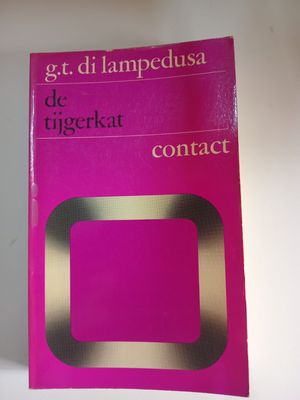 g.t. di lampedusa
de
tijgerkat
contact